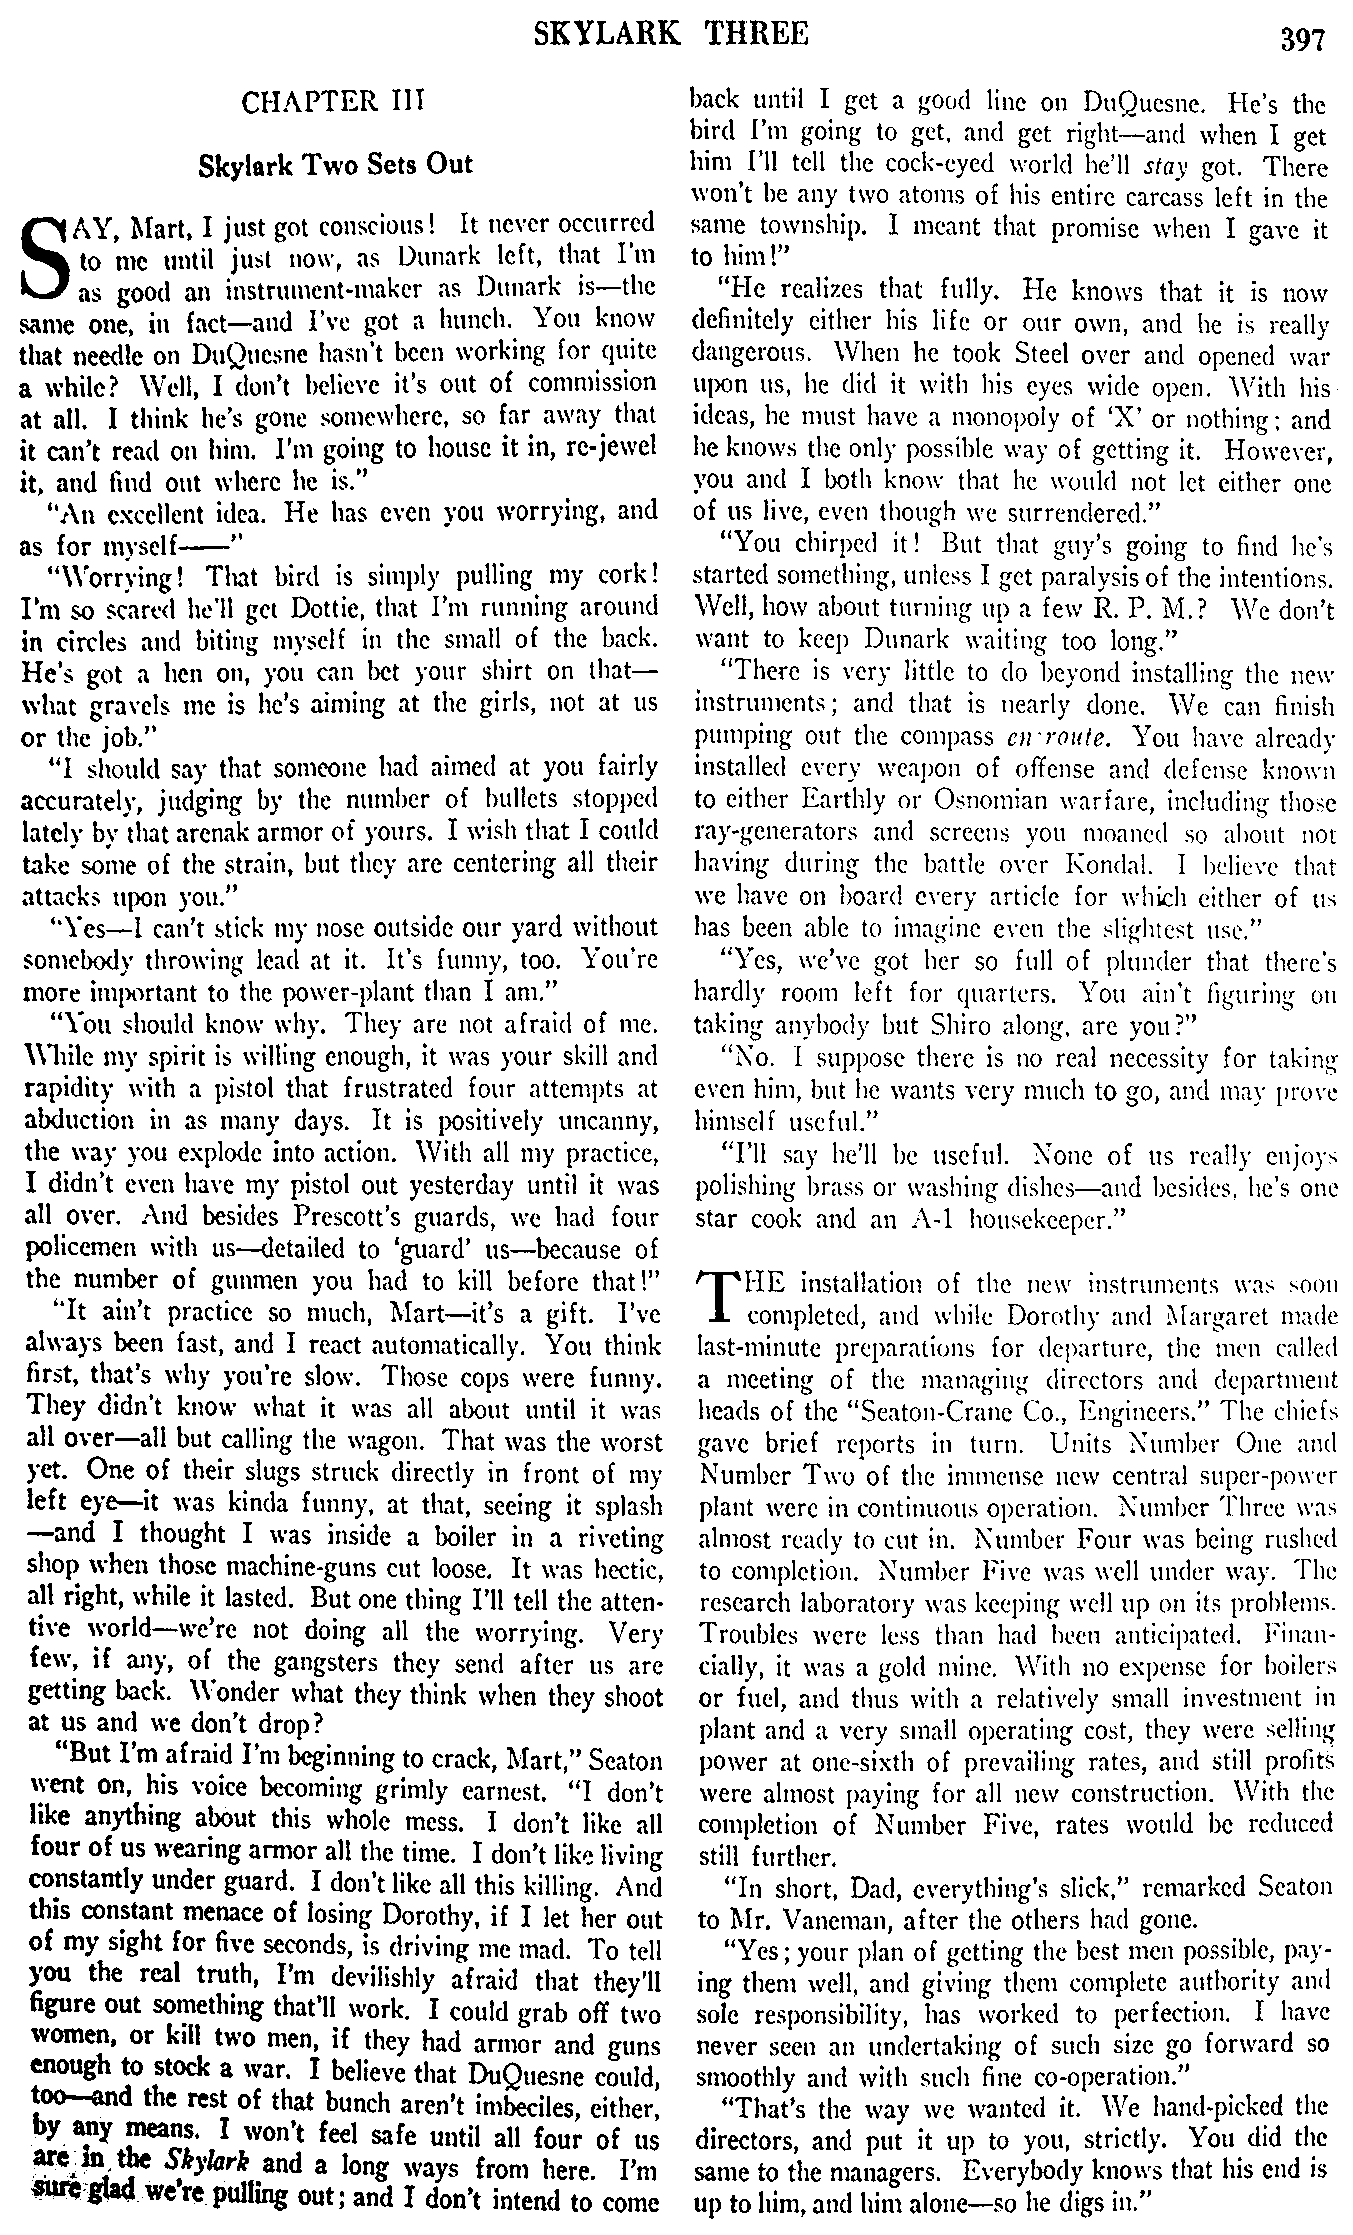 SKYLARK THREE
397
CHAPTER III
Skylark Two Sets Out
SAY, Mart, I just got conscious! It never occurred
to me until just now, as Dunark left, that I'm
as good an instrument-maker as Dunark is—the
same one, in fact—and I've got a hunch. You know
that needle on DuQuesne hasn't been working for quite
a while? Well, I don't believe it's out of commission
at all. I think he's gone somewhere, so far away that
it can't read on him. I'm going to house it in, re-jewel
it, and find out where he is.”
“An excellent idea. He has even you worrying, and
as for myself——”
“Worrying! That bird is simply pulling my cork!
I'm so scared he'll get Dottie, that I'm running around
in circles and biting myself in the small of the back.
He's got a hen on, you can bet your shirt on that—
what gravels me is he's aiming at the girls, not at us
or the job.”
“I should say that someone had aimed at you fairly
accurately, judging by the number of bullets stopped
lately by that arenak armor of yours. I wish that I could
take some of the strain, but they are centering all their
attacks upon you.”
“Yes—I can't stick my nose outside our yard without
somebody throwing lead at it. It's funny, too. You're
more important to the power-plant than I am.”
“You should know why. They are not afraid of me.
While my spirit is willing enough, it was your skill and
rapidity with a pistol that frustrated four attempts at
abduction in as many days. It is positively uncanny,
the way you explode into action. With all my practice,
I didn't even have my pistol out yesterday until it was
all over. And besides Prescott's guards, we had four
policemen with us—detailed to ‘guard’ us—because of
the number of gunmen you had to kill before that!”
“It ain't practice so much, Mart—it's a gift. I've
always been fast, and I react automatically. You think
first, that's why you're slow. Those cops were funny.
They didn't know what it was all about until it was
all over—all but calling the wagon. That was the worst
yet. One of their slugs struck directly in front of my
left eye—it was kinda funny, at that, seeing it splash
—and I thought I was inside a boiler in a riveting
shop when those machine-guns cut loose. It was hectic,
all right, while it lasted. But one thing I'll tell the atten-
tive world—we're not doing all the worrying. Very
few, if any, of the gangsters they send after us are
getting back. Wonder what they think when they shoot
at us and we don't drop?
“But I'm afraid I'm beginning to crack, Mart,” Seaton
went on, his voice becoming grimly earnest. “I don't
like anything about this whole mess. I don't like all
four of us wearing armor all the time. I don't like living
constantly under guard. I don't like all this killing. And
this constant menace of losing Dorothy, if I let her out
of my sight for five seconds, is driving me mad. To tell
you the real truth, I'm devilishly afraid that they'll
figure out something that'll work. I could grab off two
women, or kill two men, if they had armor and guns
enough to stock a war. I believe that DuQuesne could,
too—and the rest of that bunch aren't imbeciles, either,
by any means. I won't feel safe until all four of us
are in the Skylark and a long ways from here. I'm
sure glad we're pulling out; and I don't intend to come
back until I get a good line on DuQuesne. He's the
bird I'm going to get, and get right—and when I get
him I'll tell the cock-eyed world he'll stay got. There
won't be any two atoms of his entire carcass left in the
same township. I meant that promise when I gave it
to him!”
“He realizes that fully. He knows that it is now
definitely either his life or our own, and he is really
dangerous. When he took Steel over and opened war
upon us, he did it with his eyes wide open. With his
ideas, he must have a monopoly of ‘X’ or nothing; and
he knows the only possible way of getting it. However,
you and I both know that he would not let either one
of us live, even though we surrendered.”
“You chirped it! But that guy's going to find he's
started something, unless I get paralysis of the intentions.
Well, how about turning up a few R. P. M.? We don't
want to keep Dunark waiting too long.”
“There is very little to do beyond installing the new
instruments; and that is nearly done. We can finish
pumping out the compass en route. You have already
installed every weapon of offense and defense known
to either Earthly or Osnomian warfare, including those
ray-generators and screens you moaned so about not
having during the battle over Kondal. I believe that
we have on board every article for which either of us
has been able to imagine even the slightest use.”
“Yes, we've got her so full of plunder that there's
hardly room left for quarters. You ain't figuring on
taking anybody but Shiro along, are you?”
“No. I suppose there is no real necessity for taking
even him, but he wants very much to go, and may prove
himself useful.”
“I'll say he'll be useful. None of us really enjoys
polishing brass or washing dishes—and besides, he's one
star cook and an A-1 housekeeper.”
THE installation of the new instruments was soon
completed, and while Dorothy and Margaret made
last-minute preparations for departure, the men called
a meeting of the managing directors and department
heads of the “Seaton-Crane Co., Engineers.” The chiefs
gave brief reports in turn. Units Number One and
Number Two of the immense new central super-power
plant were in continuous operation. Number Three was
almost ready to cut in. Number Four was being rushed
to completion. Number Five was well under way. The
research laboratory was keeping well up on its problems.
Troubles were less than had been anticipated. Finan-
cially, it was a gold mine. With no expense for boilers
or fuel, and thus with a relatively small investment in
plant and a very small operating cost, they were selling
power at one-sixth of prevailing rates, and still profits
were almost paying for all new construction. With the
completion of Number Five, rates would be reduced
still further.
“In short, Dad, everything's slick,” remarked Seaton
to Mr. Vaneman, after the others had gone.
“Yes; your plan of getting the best men possible, pay-
ing them well, and giving them complete authority and
sole responsibility, has worked to perfection. I have
never seen an undertaking of such size go forward so
smoothly and with such fine co-operation.”
“That's the way we wanted it. We hand-picked the
directors, and put it up to you, strictly. You did the
same to the managers. Everybody knows that his end is
up to him, and him alone—so he digs in.”